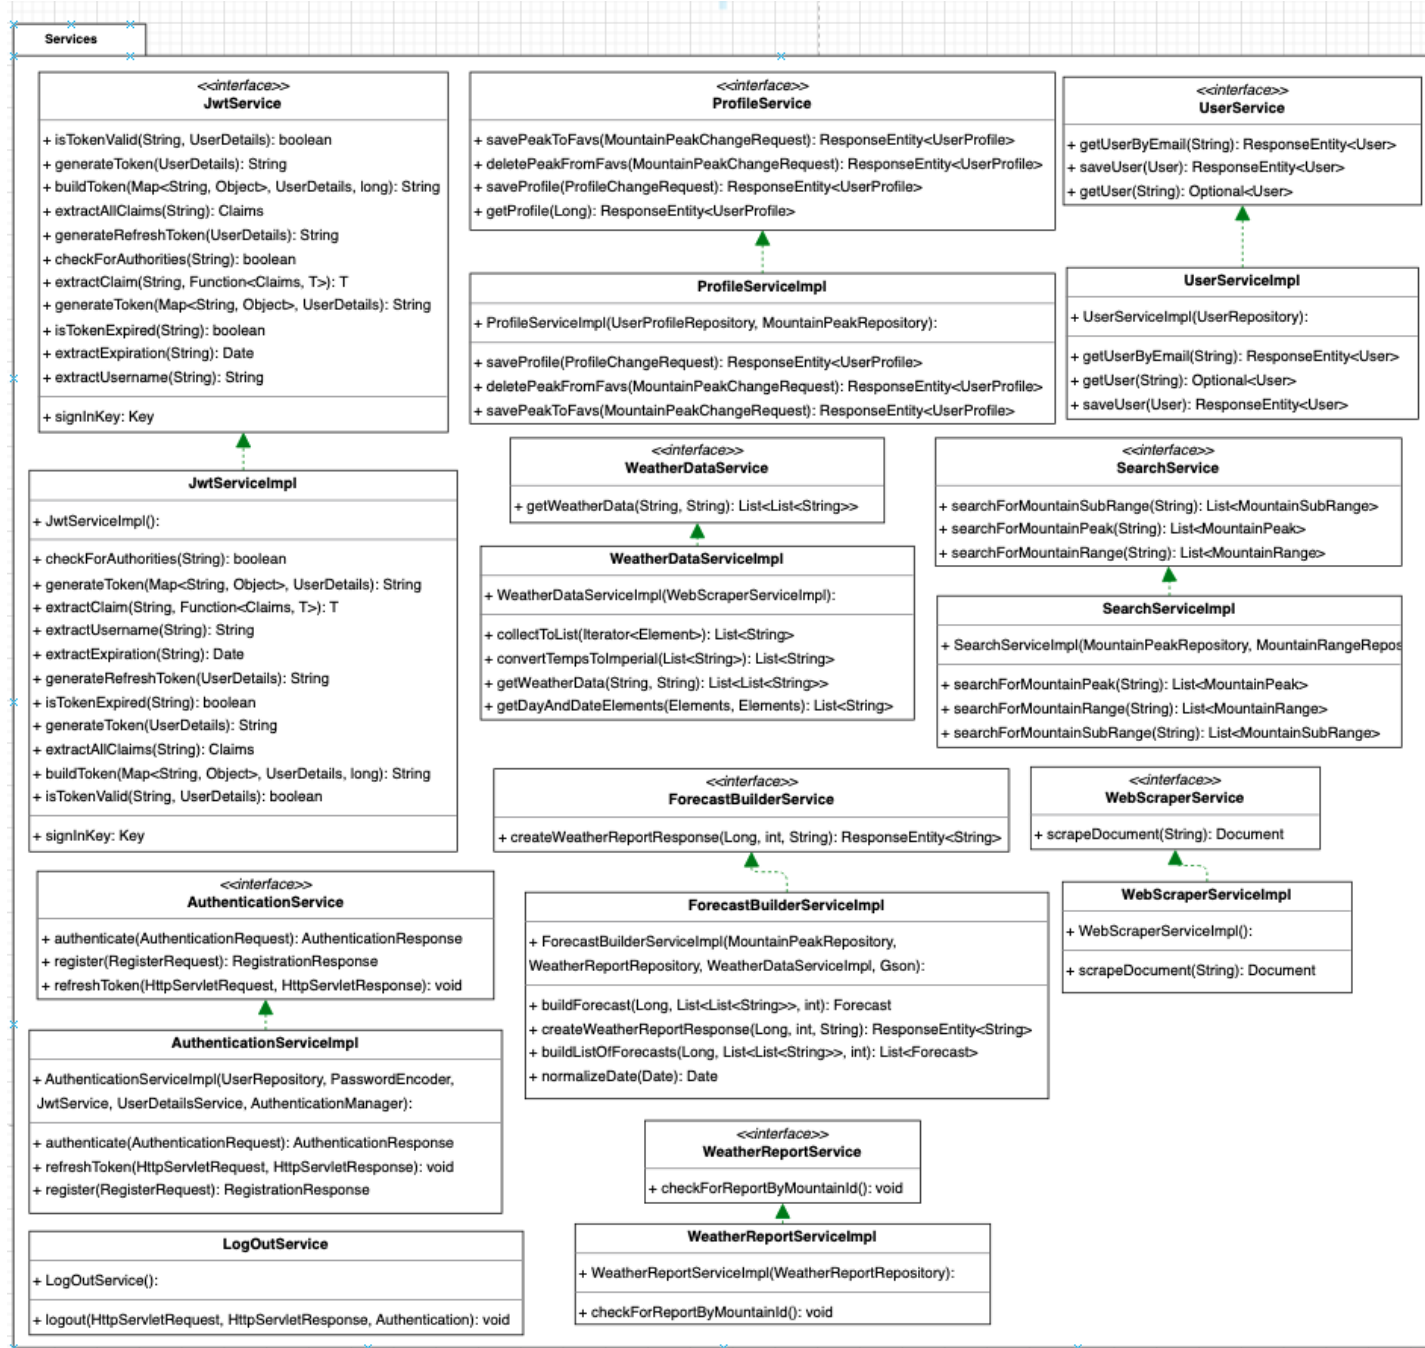 Services
<<interface>>
JwtService
+ isTokenValid(String, UserDetails): boolean
+ generateToken(UserDetails): String
+ buildToken(Map<String, Object>, UserDetails, long): String
+ extractAllClaims(String): Claims
+ generateRefreshToken(UserDetails): String
+ checkForAuthorities(String): boolean
+ extractClaim(String, Function<Claims, T>): T
+ generateToken(Map<String, Object>, UserDetails): String
+ isTokenExpired(String): boolean
+ extractExpiration(String): Date
+ extractUsername(String): String
+ signInKey: Key
<<interface>>
ProfileService
+ savePeakToFavs(MountainPeakChangeRequest): ResponseEntity<UserProfile>
+ deletePeakFromFavs(MountainPeakChangeRequest): ResponseEntity<UserProfile>
+ saveProfile(ProfileChangeRequest): ResponseEntity<UserProfile>
+ getProfile(Long): ResponseEntity<UserProfile>
<<interface>>
UserService
+ getUserByEmail(String): ResponseEntity<User>
+ saveUser(User): ResponseEntity<User>
+ getUser(String): Optional<User>
ProfileServiceImpl
+ ProfileServiceImpl(UserProfileRepository, MountainPeakRepository):
+ saveProfile(ProfileChangeRequest): ResponseEntity<UserProfile>
+ deletePeakFromFavs(MountainPeakChangeRequest): ResponseEntity<UserProfile>
+ savePeakToFavs(MountainPeakChangeRequest): ResponseEntity<UserProfile>
UserServiceImpl
+ UserServiceImpl(UserRepository):
+ getUserByEmail(String): ResponseEntity<User>
+ getUser(String): Optional<User>
+ saveUser(User): ResponseEntity<User>
JwtServiceImpl
+ JwtServiceImpl():
+ checkForAuthorities(String): boolean
+ generateToken(Map<String, Object>, UserDetails): String
+ extractClaim(String, Function<Claims, T>): T
+ extractUsername(String): String
+ extractExpiration(String): Date
+ generateRefreshToken(UserDetails): String
+ isTokenExpired(String): boolean
+ generateToken(UserDetails): String
+ extractAllClaims(String): Claims
+ buildToken(Map<String, Object>, UserDetails, long): String
+ isTokenValid(String, UserDetails): boolean
+ signInKey: Key
<<interface>>
WeatherDataService
+ getWeatherData(String, String): List<List<String>>
<<interface>>
SearchService
+ searchForMountainSubRange(String): List<MountainSubRange>
+ searchForMountainPeak(String): List<MountainPeak>
+ searchForMountainRange(String): List<MountainRange>
WeatherDataServiceImpl
+ WeatherDataServiceImpl(WebScraperServiceImpl):
+ collectToList(Iterator<Element>): List<String>
+ convertTempsToImperial(List<String>): List<String>
+ getWeatherData(String, String): List<List<String>>
+ getDayAndDateElements(Elements, Elements): List<String>
SearchServiceImpl
+ SearchServiceImpl(MountainPeakRepository, MountainRangeRepos
+ searchForMountainPeak(String): List<MountainPeak>
+ searchForMountainRange(String): List<MountainRange>
+ searchForMountainSubRange(String): List<MountainSubRange>
<<interface>>
ForecastBuilderService
+ createWeatherReportResponse(Long, int, String): ResponseEntity<String>
<<interface>>
WebScraperService
+ scrapeDocument(String): Document
ForecastBuilderServiceImpl
+ ForecastBuilderServiceImpl(MountainPeakRepository,
WeatherReportRepository, WeatherDataServiceImpl, Gson):
+ buildForecast(Long, List<List<String>>, int): Forecast
+ createWeatherReportResponse(Long, int, String): ResponseEntity<String>
+ buildListOfForecasts(Long, List<List<String>>, int): List<Forecast>
+ normalizeDate(Date): Date
WebScraperServiceImpl
+ WebScraperServiceImpl():
+ scrapeDocument(String): Document
<<interface>>
AuthenticationService
+ authenticate(AuthenticationRequest): AuthenticationResponse
+ register(RegisterRequest): RegistrationResponse
+ refreshToken(HttpServletRequest, HttpServletResponse): void
AuthenticationServiceImpl
+ AuthenticationServiceImpl(UserRepository, PasswordEncoder,
JwtService, UserDetailsService, AuthenticationManager):
+ authenticate(AuthenticationRequest): AuthenticationResponse
+ refreshToken(HttpServletRequest, HttpServletResponse): void
+ register(RegisterRequest): RegistrationResponse
<<interface>>
WeatherReportService
+ checkForReportByMountainId(): void
WeatherReportServiceImpl
+ WeatherReportServiceImpl(WeatherReportRepository):
+ checkForReportByMountainId(): void
LogOutService
+ LogOutService():
+ logout(HttpServletRequest, HttpServletResponse, Authentication): void